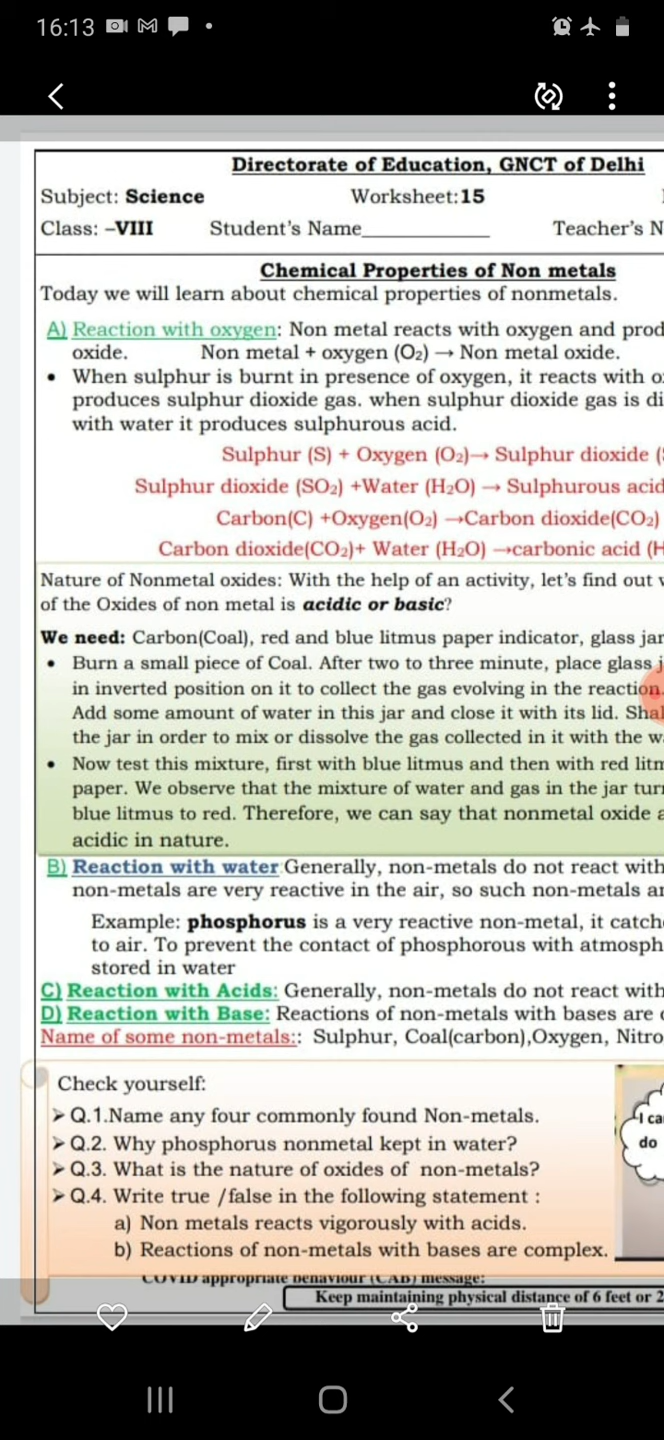 16:13
Directorate of Education, GNCT of Delhi
Subject: Science Worksheet:15
Class: –VIII Student's Name____________ Teacher's N
Chemical Properties of Non metals
Today we will learn about chemical properties of nonmetals.
A) Reaction with oxygen: Non metal reacts with oxygen and prod
oxide. Non metal + oxygen (O₂) → Non metal oxide.
• When sulphur is burnt in presence of oxygen, it reacts with o
produces sulphur dioxide gas. when sulphur dioxide gas is di
with water it produces sulphurous acid.
Sulphur (S) + Oxygen (O₂)→ Sulphur dioxide (
Sulphur dioxide (SO₂) +Water (H₂O) → Sulphurous acid
Carbon(C) +Oxygen(O₂) →Carbon dioxide(CO₂)
Carbon dioxide(CO₂)+ Water (H₂O) →carbonic acid (H
Nature of Nonmetal oxides: With the help of an activity, let's find out
of the Oxides of non metal is acidic or basic?
We need: Carbon(Coal), red and blue litmus paper indicator, glass jar
• Burn a small piece of Coal. After two to three minute, place glass j
in inverted position on it to collect the gas evolving in the reaction.
Add some amount of water in this jar and close it with its lid. Sha
the jar in order to mix or dissolve the gas collected in it with the w
• Now test this mixture, first with blue litmus and then with red litm
paper. We observe that the mixture of water and gas in the jar tur
blue litmus to red. Therefore, we can say that nonmetal oxide a
acidic in nature.
B) Reaction with water Generally, non-metals do not react with
non-metals are very reactive in the air, so such non-metals ar
Example: phosphorus is a very reactive non-metal, it catch
to air. To prevent the contact of phosphorous with atmosph
stored in water
C) Reaction with Acids: Generally, non-metals do not react with
D) Reaction with Base: Reactions of non-metals with bases are
Name of some non-metals:: Sulphur, Coal(carbon),Oxygen, Nitro
Check yourself:
➢ Q.1.Name any four commonly found Non-metals.
➢ Q.2. Why phosphorus nonmetal kept in water?
➢ Q.3. What is the nature of oxides of non-metals?
➢ Q.4. Write true /false in the following statement :
a) Non metals reacts vigorously with acids.
b) Reactions of non-metals with bases are complex.
I ca
do
COVID appropriate behaviour (CAB) message:
Keep maintaining physical distance of 6 feet or 2